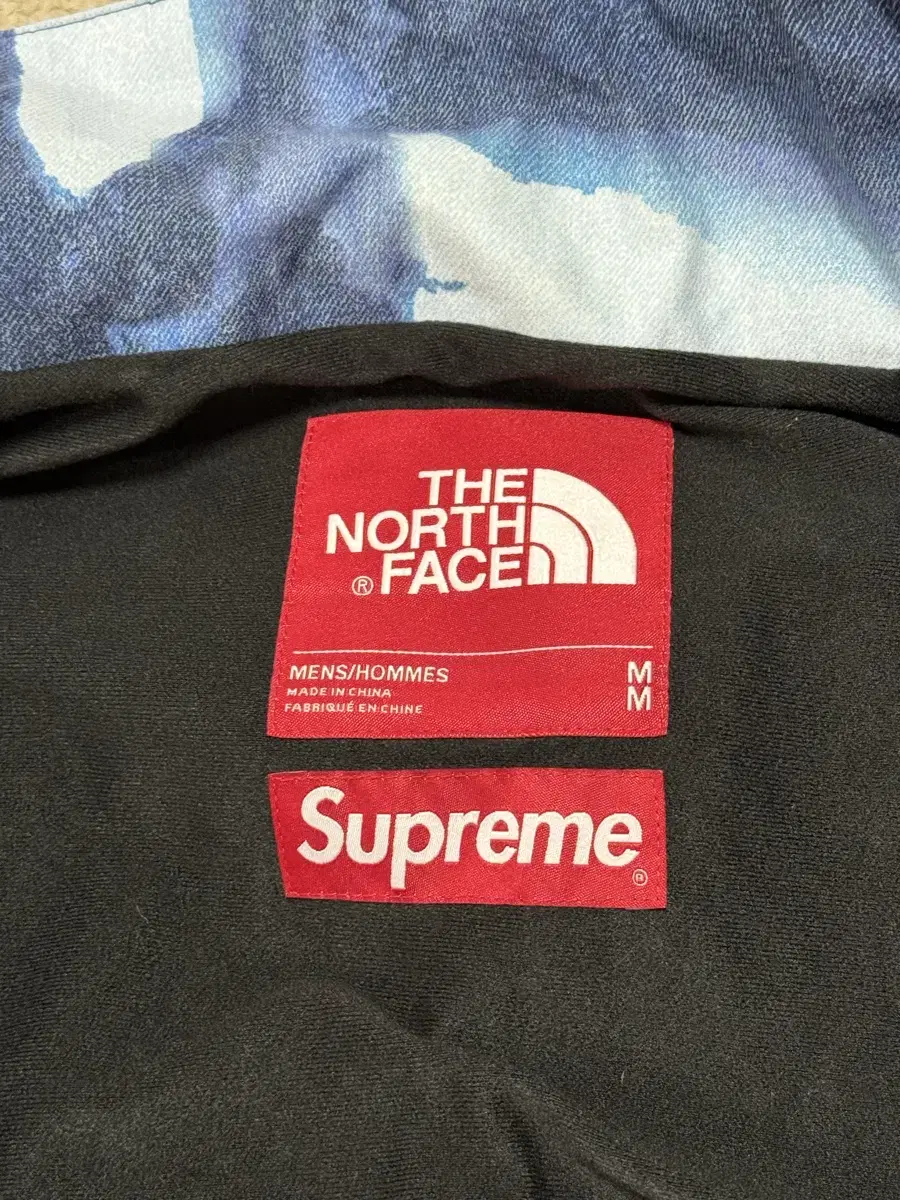 THE
NORTH
® FACE
MENS/HOMMES M
MADE IN CHINA M
FABRIQUÉ EN CHINE
Supreme
®